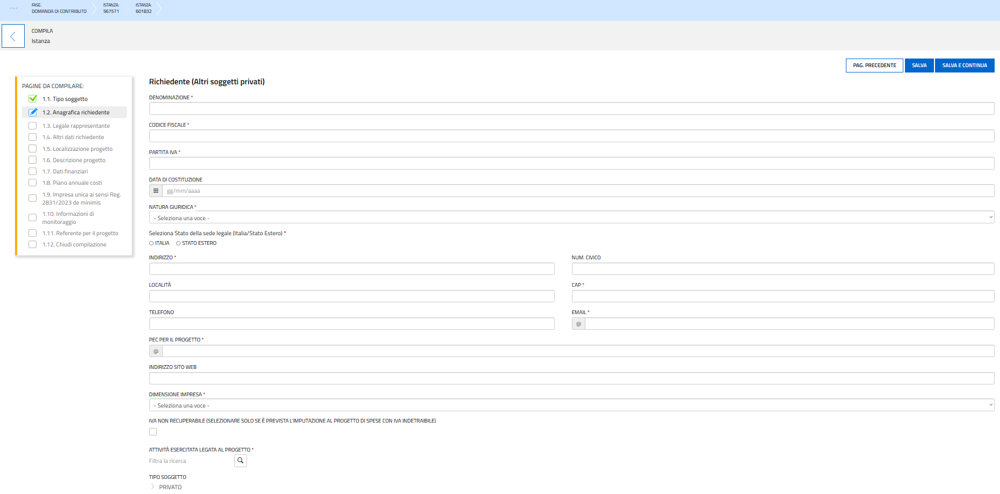 FASE:
DOMANDA DI CONTRIBUTO
ISTANZA:
567571
ISTANZA:
601832
COMPILA
Istanza
PAG. PRECEDENTE
SALVA
SALVA E CONTINUA
PAGINE DA COMPILARE:
1.1. Tipo soggetto
1.2. Anagrafica richiedente
1.3. Legale rappresentante
1.4. Altri dati richiedente
1.5. Localizzazione progetto
1.6. Descrizione progetto
1.7. Dati finanziari
1.8. Piano annuale costi
1.9. Impresa unica ai sensi Reg.
2831/2023 de minimis
1.10. Informazioni di
monitoraggio
1.11. Referente per il progetto
1.12. Chiudi compilazione
Richiedente (Altri soggetti privati)
DENOMINAZIONE *
CODICE FISCALE *
PARTITA IVA *
DATA DI COSTITUZIONE
gg/mm/aaaa
NATURA GIURIDICA *
- Seleziona una voce -
Seleziona Stato della sede legale (Italia/Stato Estero) *
ITALIA
STATO ESTERO
INDIRIZZO *
NUM. CIVICO
LOCALITÀ
CAP *
TELEFONO
EMAIL *
@
PEC PER IL PROGETTO *
@
INDIRIZZO SITO WEB
DIMENSIONE IMPRESA *
- Seleziona una voce -
IVA NON RECUPERABILE (SELEZIONARE SOLO SE È PREVISTA L'IMPUTAZIONE AL PROGETTO DI SPESE CON IVA INDETRAIBILE)
ATTIVITÀ ESERCITATA LEGATA AL PROGETTO *
Filtra la ricerca
TIPO SOGGETTO
PRIVATO